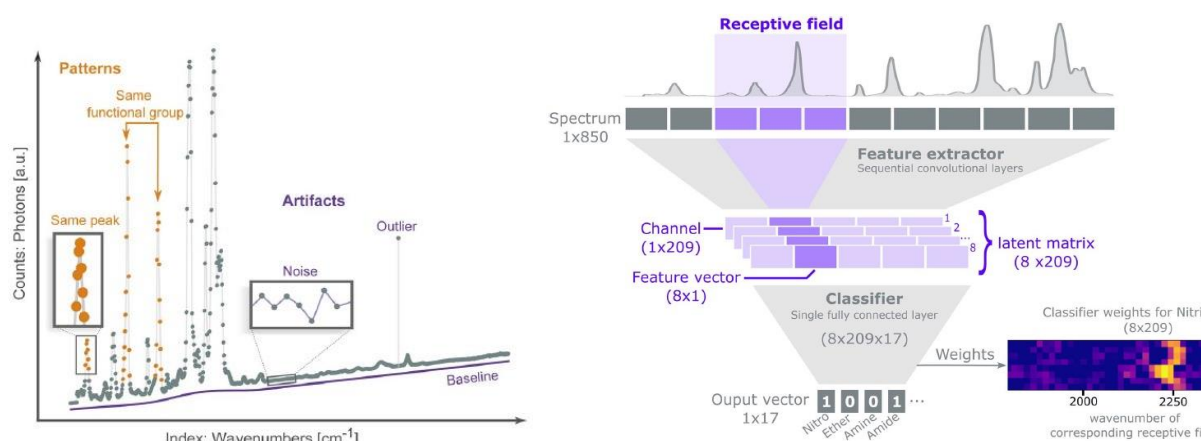 Patterns
Same
functional group
Same peak
Artifacts
Outlier
Noise
Baseline
Counts: Photons [a.u.]
Index: Wavenumbers [cm⁻¹]
Receptive field
Spectrum
1x850
Feature extractor
Sequential convolutional layers
Channel
(1x209)
1
2
...
8
latent matrix
(8 x209)
Feature vector
(8x1)
Classifier
Single fully connected layer
(8x209x17)
Weights
Classifier weights for Nitri
(8x209)
2000
2250
wavenumber of
corresponding receptive fi
Ouput vector
1x17
1 0 0 1 ...
Nitro
Ether
Amine
Amide